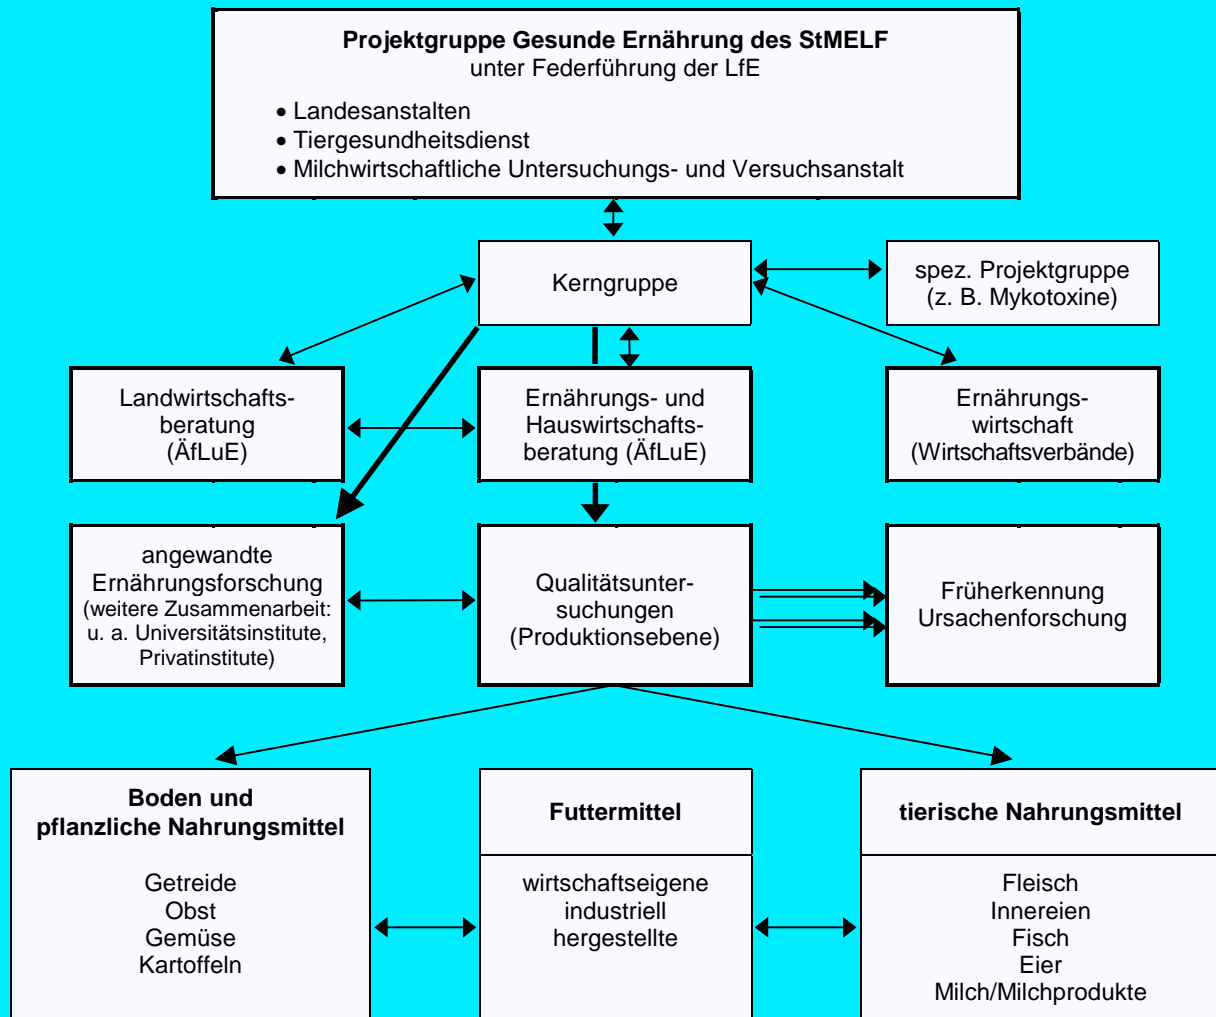 Projektgruppe Gesunde Ernährung des StMELF
unter Federführung der LfE
• Landesanstalten
• Tiergesundheitsdienst
• Milchwirtschaftliche Untersuchungs- und Versuchsanstalt
Kerngruppe
spez. Projektgruppe
(z. B. Mykotoxine)
Landwirtschafts-
beratung
(ÄfLuE)
Ernährungs- und
Hauswirtschafts-
beratung (ÄfLuE)
Ernährungs-
wirtschaft
(Wirtschaftsverbände)
angewandte
Ernährungsforschung
(weitere Zusammenarbeit:
u. a. Universitätsinstitute,
Privatinstitute)
Qualitätsunter-
suchungen
(Produktionsebene)
Früherkennung
Ursachenforschung
Boden und
pflanzliche Nahrungsmittel
Getreide
Obst
Gemüse
Kartoffeln
Futtermittel
wirtschaftseigene
industriell
hergestellte
tierische Nahrungsmittel
Fleisch
Innereien
Fisch
Eier
Milch/Milchprodukte